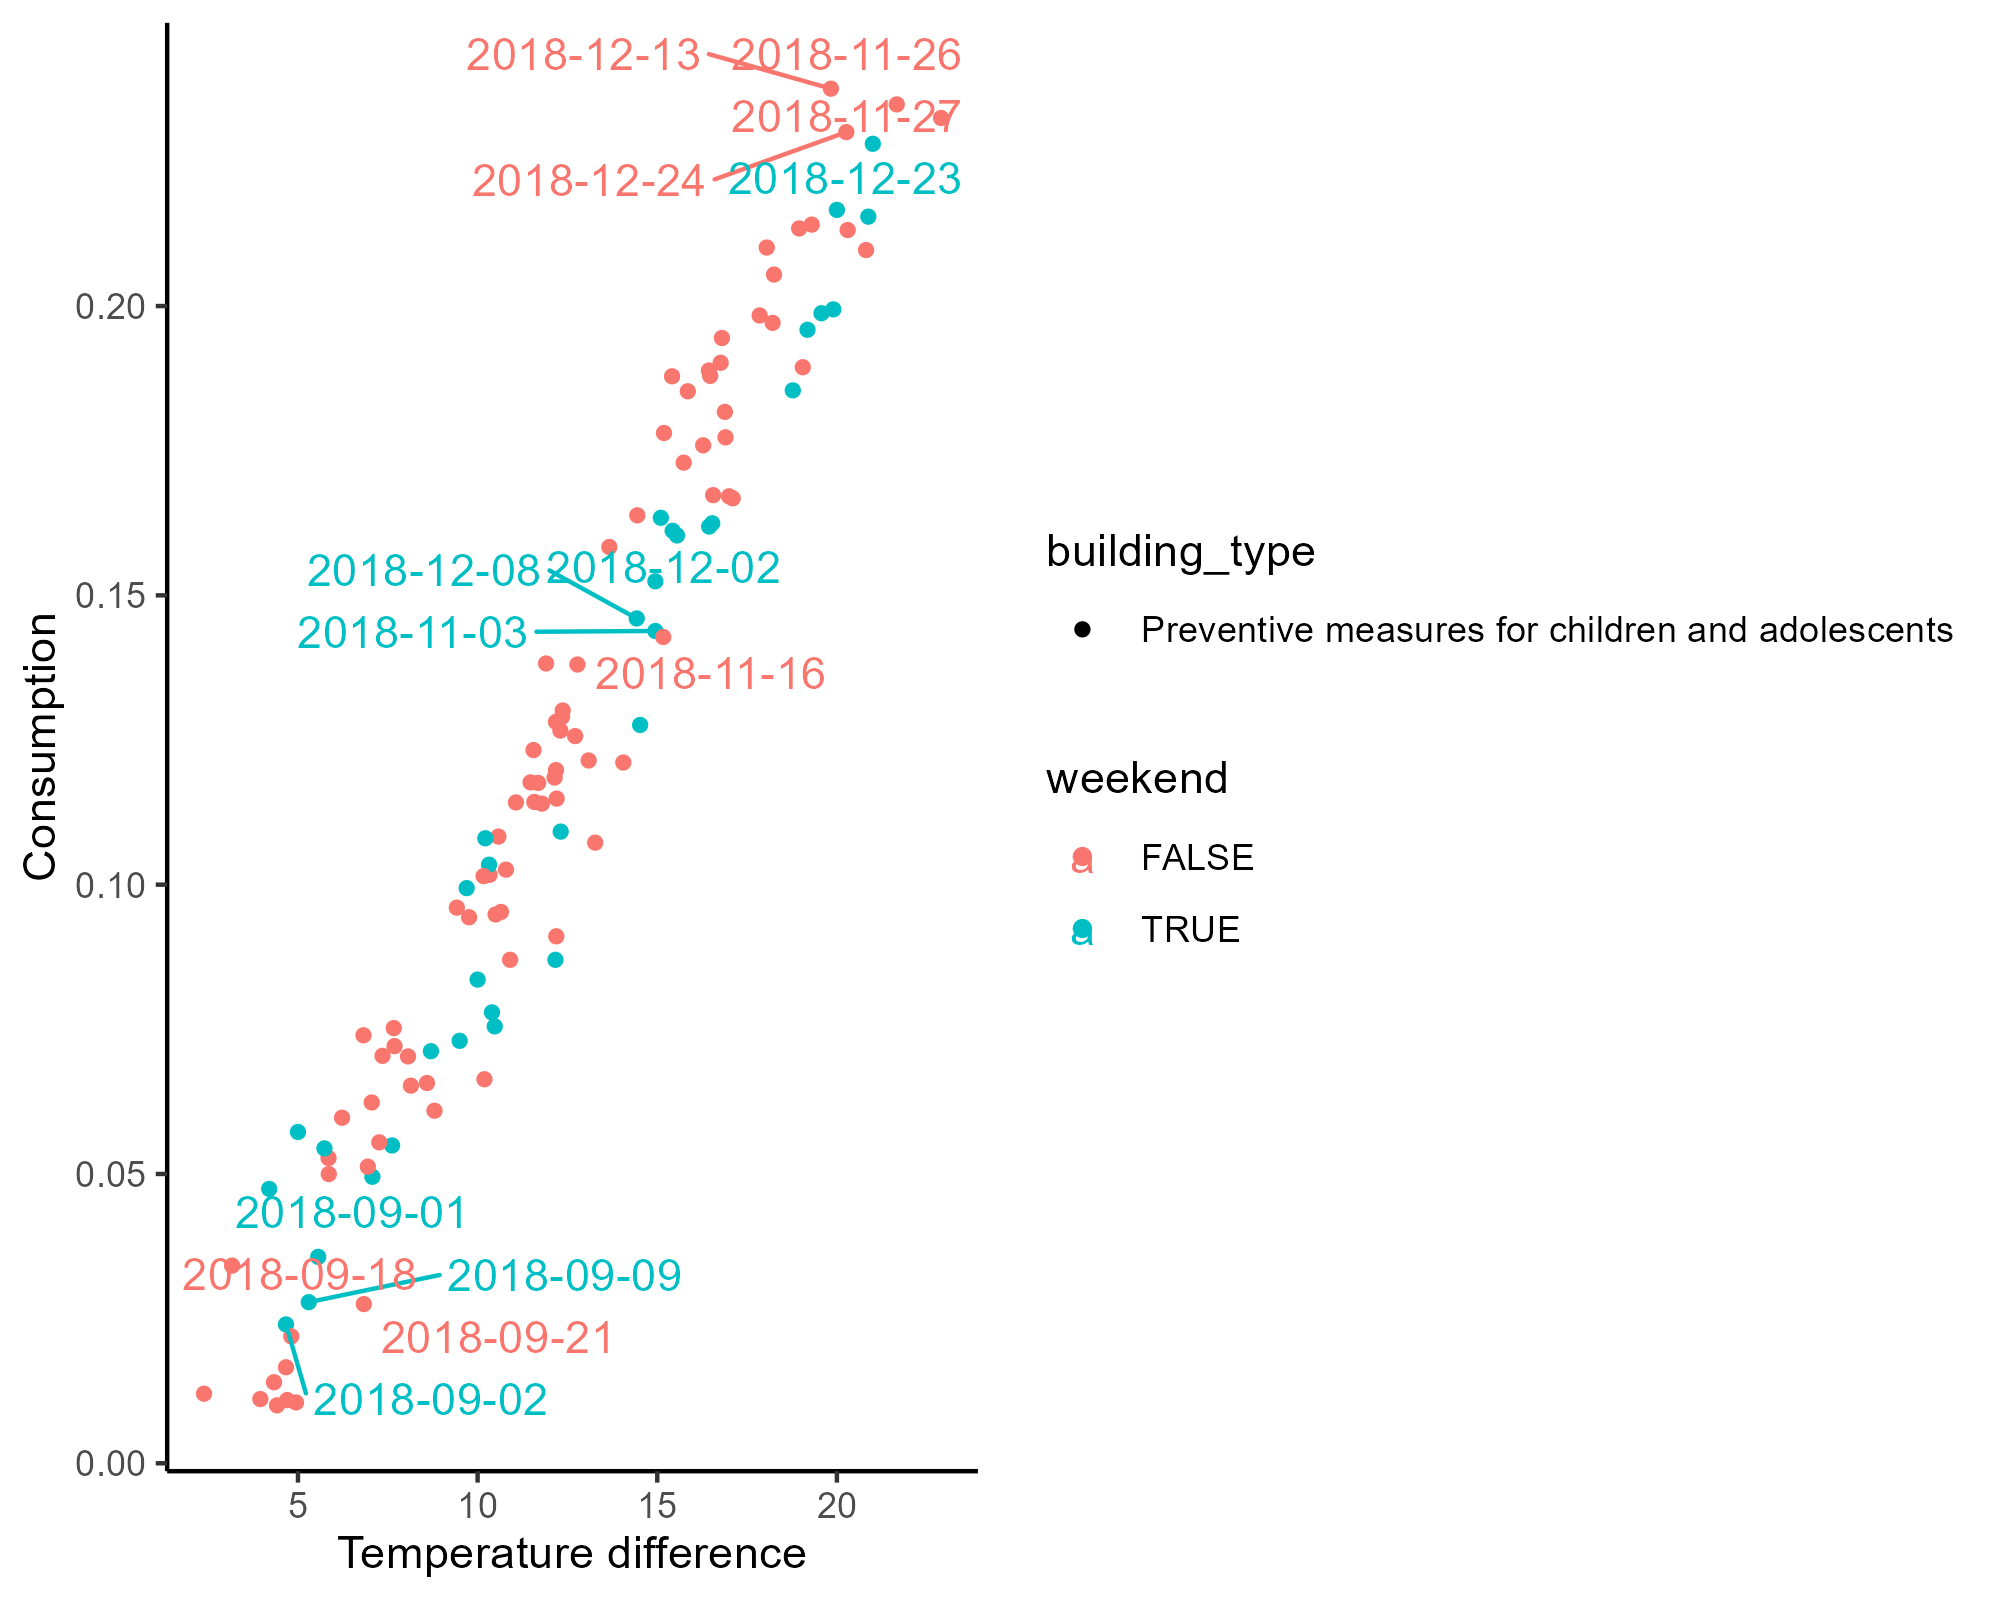 2018-12-13
2018-11-26
2018-11-27
2018-12-24
2018-12-23
0.20
2018-12-08
2018-12-02
0.15
2018-11-03
2018-11-16
Consumption
0.10
0.05
2018-09-01
2018-09-18
2018-09-09
2018-09-21
2018-09-02
0.00
5 10 15 20
Temperature difference
building_type
Preventive measures for children and adolescents
weekend
a FALSE
a TRUE